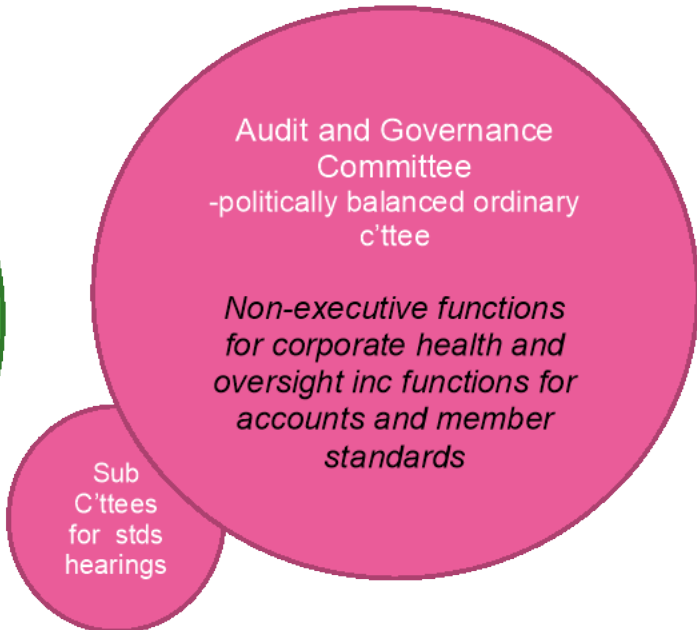 Audit and Governance
Committee
-politically balanced ordinary
c'ttee
Non-executive functions
for corporate health and
oversight inc functions for
accounts and member
standards
Sub
C'ttees
for stds
hearings